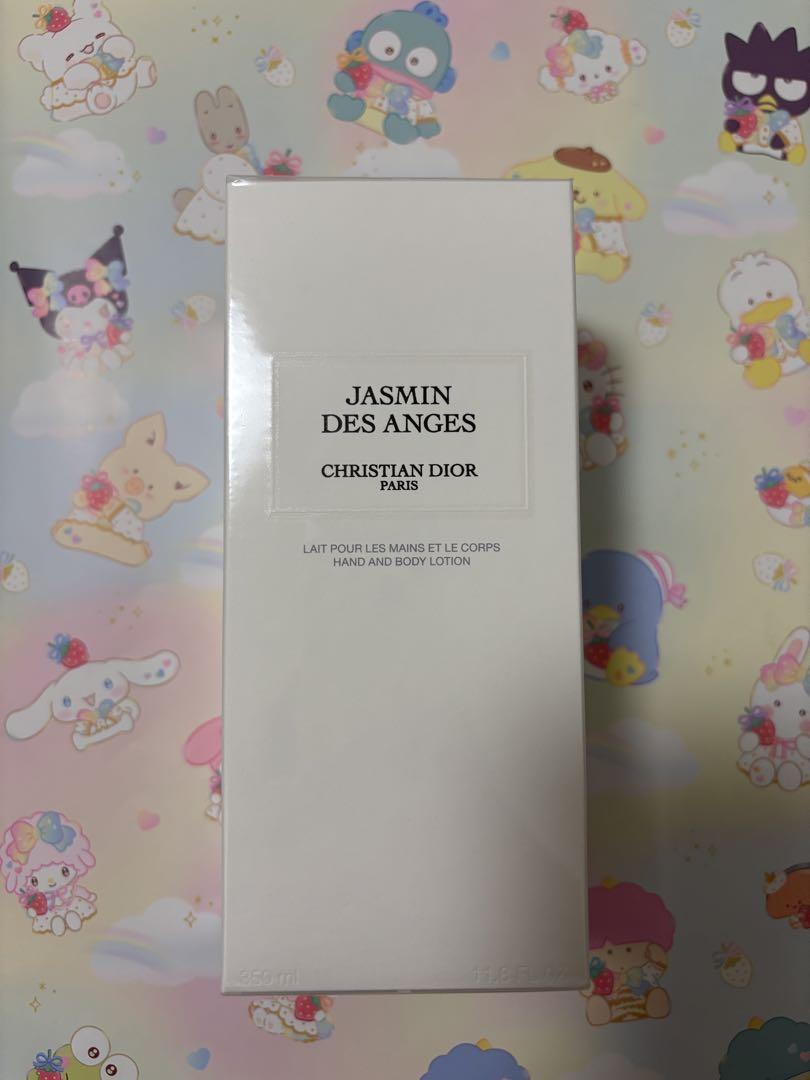 JASMIN
DES ANGES
CHRISTIAN DIOR
PARIS
LAIT POUR LES MAINS ET LE CORPS
HAND AND BODY LOTION
350 ml
11.8 FL. OZ